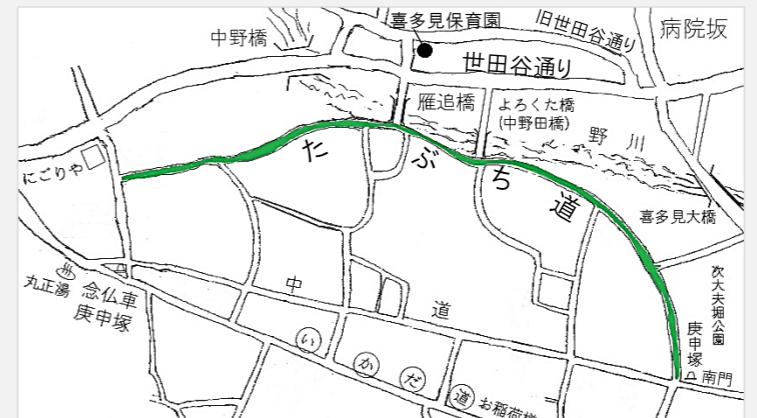 喜多見保育園
旧世田谷通り
病院坂
中野橋
世田谷通り
雁追橋
よろくた橋
(中野田橋)
野川
にごりや
たぶち道
喜多見大橋
次大夫堀公園
丸正湯
念仏車
庚申塚
中道
いかだ道
お稲荷様
庚申塚
南門